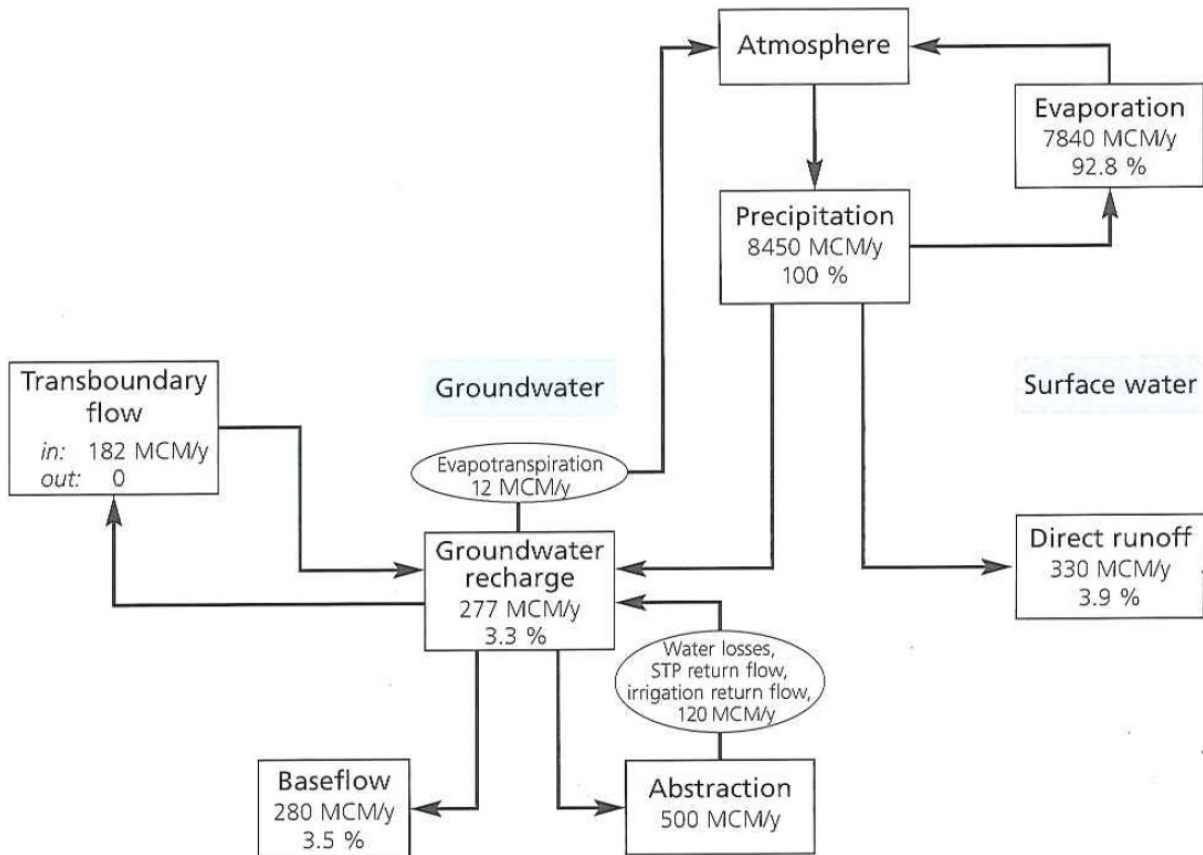 Atmosphere
Evaporation
7840 MCM/y
92.8 %
Precipitation
8450 MCM/y
100 %
Transboundary
flow
in: 182 MCM/y
out: 0
Groundwater
Surface water
Evapotranspiration
12 MCM/y
Groundwater
recharge
277 MCM/y
3.3 %
Direct runoff
330 MCM/y
3.9 %
Water losses,
STP return flow,
irrigation return flow,
120 MCM/y
Baseflow
280 MCM/y
3.5 %
Abstraction
500 MCM/y